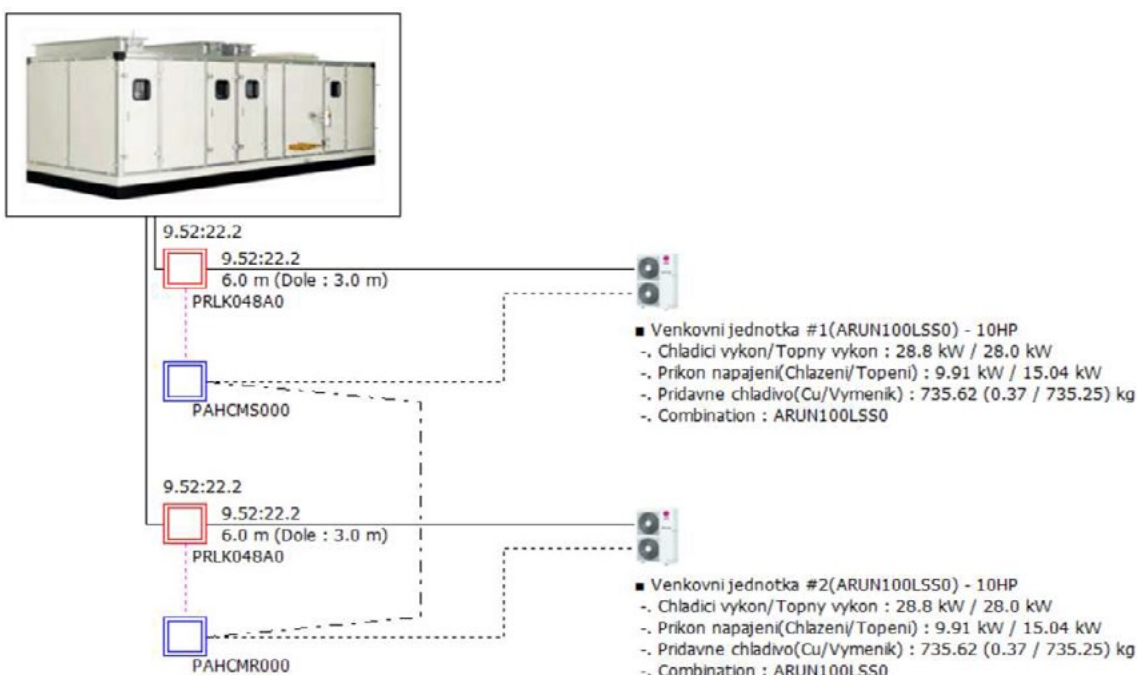 9.52:22.2
9.52:22.2
6.0 m (Dole : 3.0 m)
PRLK048A0
■ Venkovni jednotka #1(ARUN100LSS0) - 10HP
-. Chladici vykon/Topny vykon : 28.8 kW / 28.0 kW
-. Prikon napajeni(Chlazeni/Topeni) : 9.91 kW / 15.04 kW
-. Pridavne chladivo(Cu/Vymenik) : 735.62 (0.37 / 735.25) kg
-. Combination : ARUN100LSS0
PAHCMS000
9.52:22.2
9.52:22.2
6.0 m (Dole : 3.0 m)
PRLK048A0
■ Venkovni jednotka #2(ARUN100LSS0) - 10HP
-. Chladici vykon/Topny vykon : 28.8 kW / 28.0 kW
-. Prikon napajeni(Chlazeni/Topeni) : 9.91 kW / 15.04 kW
-. Pridavne chladivo(Cu/Vymenik) : 735.62 (0.37 / 735.25) kg
-. Combination : ARUN100LSS0
PAHCMR000